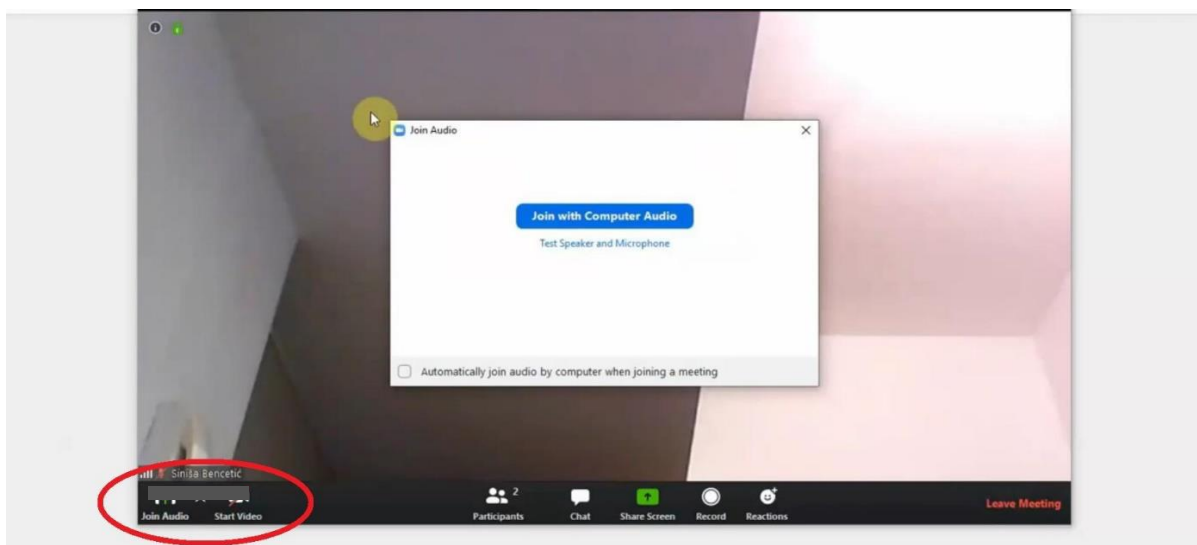 Join Audio
Join with Computer Audio
Test Speaker and Microphone
Automatically join audio by computer when joining a meeting
Siniša Bencetić
Join Audio
Start Video
2
Participants
Chat
Share Screen
Record
Reactions
Leave Meeting